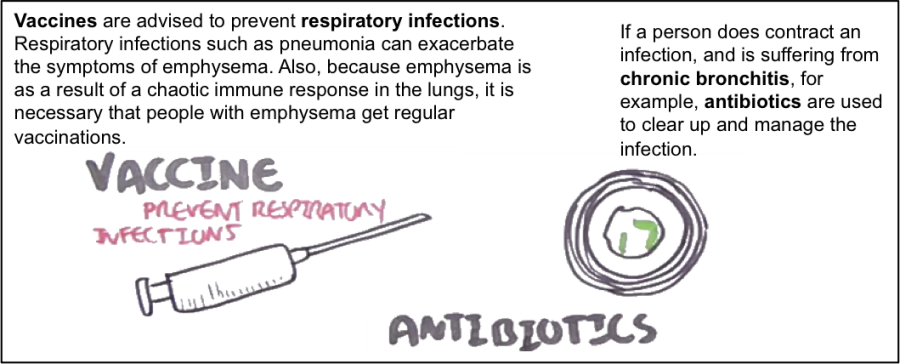 Vaccines are advised to prevent respiratory infections.
Respiratory infections such as pneumonia can exacerbate
the symptoms of emphysema. Also, because emphysema is
as a result of a chaotic immune response in the lungs, it is
necessary that people with emphysema get regular
vaccinations.
If a person does contract an
infection, and is suffering from
chronic bronchitis, for
example, antibiotics are used
to clear up and manage the
infection.
VACCINE
PREVENT RESPIRATORY
INFECTIONS
ANTIBIOTICS